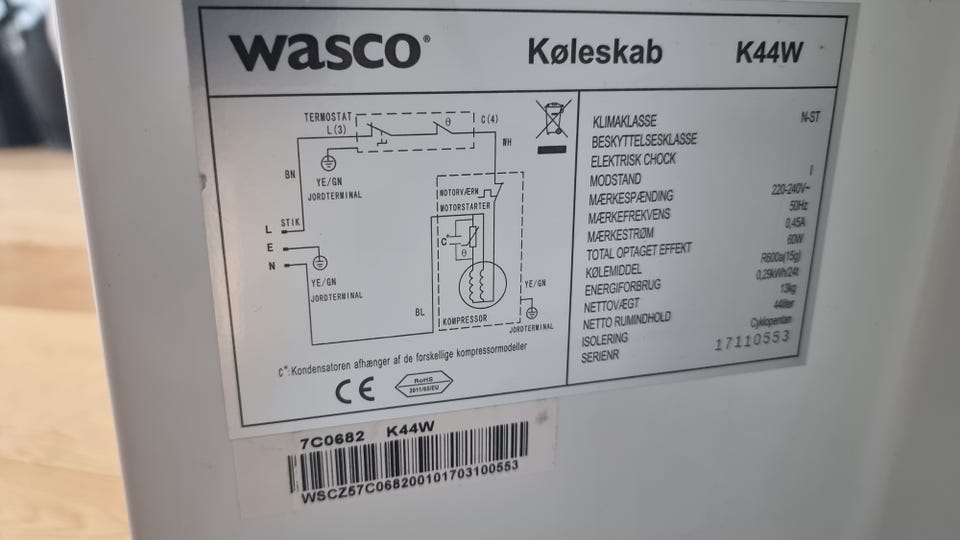 WASCO® Køleskab K44W
TERMOSTAT
L(3) θ C(4)
WH
BN
YE/GN
JORDTERMINAL
L STIK
E
N
YE/GN
JORDTERMINAL
MOTORVÆRN
MOTORSTARTER
C*
θ
BL
KOMPRESSOR
YE/GN
JORDTERMINAL
C*:Kondensatoren afhænger af de forskellige kompressormodeller
CE
RoHS
2011/65/EU
KLIMAKLASSE N-ST
BESKYTTELSESKLASSE
ELEKTRISK CHOCK
MODSTAND I
MÆRKESPÆNDING 220-240V~
MÆRKEFREKVENS 50Hz
MÆRKESTRØM 0,45A
TOTAL OPTAGET EFFEKT 60W
KØLEMIDDEL R600a(15g)
ENERGIFORBRUG 0,29kWh/24t
NETTOVÆGT 13kg
NETTO RUMINDHOLD 44liter
ISOLERING Cyklopentan
SERIENR 17110553
7C0682 K44W
WSCZ57C068200101703100553